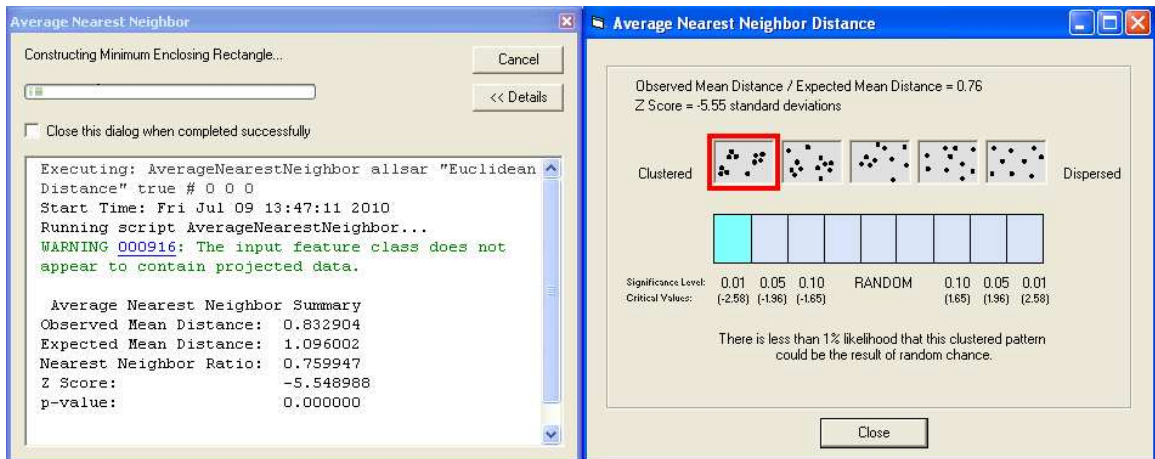 Average Nearest Neighbor
Constructing Minimum Enclosing Rectangle...
Cancel
<< Details
Close this dialog when completed successfully
Executing: AverageNearestNeighbor allsar "Euclidean
Distance" true # 0 0 0
Start Time: Fri Jul 09 13:47:11 2010
Running script AverageNearestNeighbor...
WARNING 000916: The input feature class does not
appear to contain projected data.
Average Nearest Neighbor Summary
Observed Mean Distance: 0.832904
Expected Mean Distance: 1.096002
Nearest Neighbor Ratio: 0.759947
Z Score: -5.548988
p-value: 0.000000
Average Nearest Neighbor Distance
Observed Mean Distance / Expected Mean Distance = 0.76
Z Score = -5.55 standard deviations
Clustered
Dispersed
Significance Level: 0.01 0.05 0.10 RANDOM 0.10 0.05 0.01
Critical Values: (-2.58) (-1.96) (-1.65) (1.65) (1.96) (2.58)
There is less than 1% likelihood that this clustered pattern
could be the result of random chance.
Close